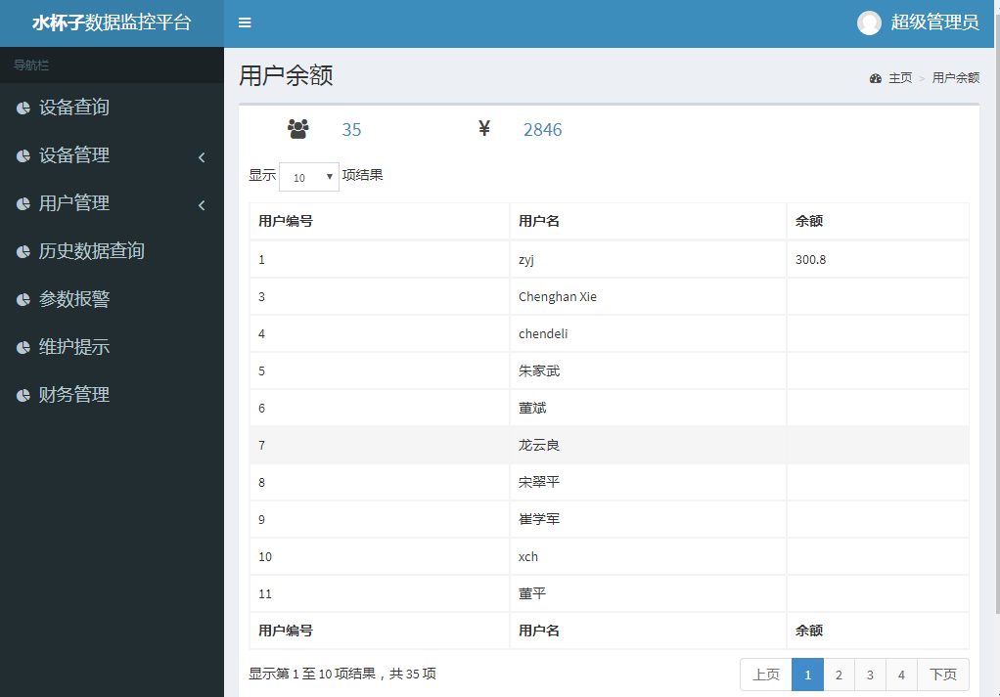 水杯子数据监控平台
超级管理员
导航栏
设备查询
设备管理
用户管理
历史数据查询
参数报警
维护提示
财务管理
用户余额
主页 > 用户余额
35 ¥ 2846
显示 10 项结果
用户编号 用户名 余额
1 zyj 300.8
3 Chenghan Xie
4 chendeli
5 朱家武
6 董斌
7 龙云良
8 宋翠平
9 崔学军
10 xch
11 董平
用户编号 用户名 余额
显示第 1 至 10 项结果，共 35 项
上页 1 2 3 4 下页